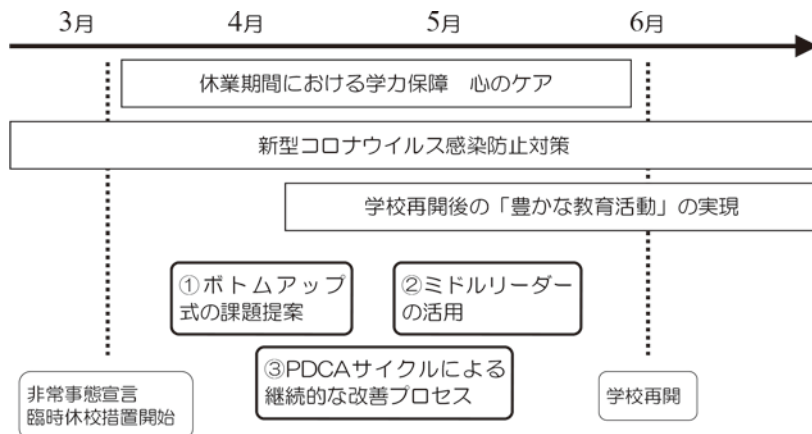 3月 4月 5月 6月
休業期間における学力保障 心のケア
新型コロナウイルス感染防止対策
学校再開後の「豊かな教育活動」の実現
①ボトムアップ
式の課題提案
②ミドルリーダー
の活用
③PDCAサイクルによる
継続的な改善プロセス
非常事態宣言
臨時休校措置開始
学校再開